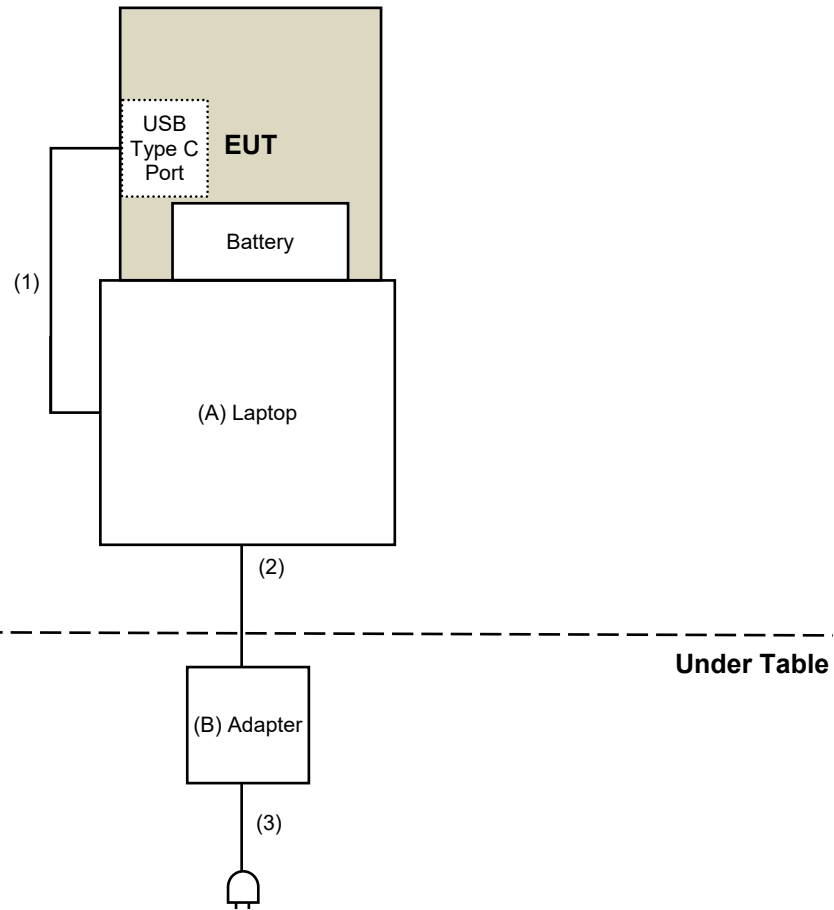 USB
Type C
Port
EUT
Battery
(1)
(A) Laptop
(2)
Under Table
(B) Adapter
(3)